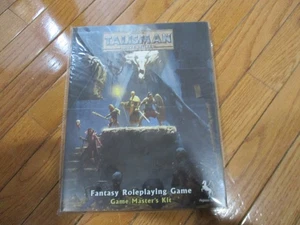 TALISMAN
Fantasy Roleplaying Game
Game Master's Kit